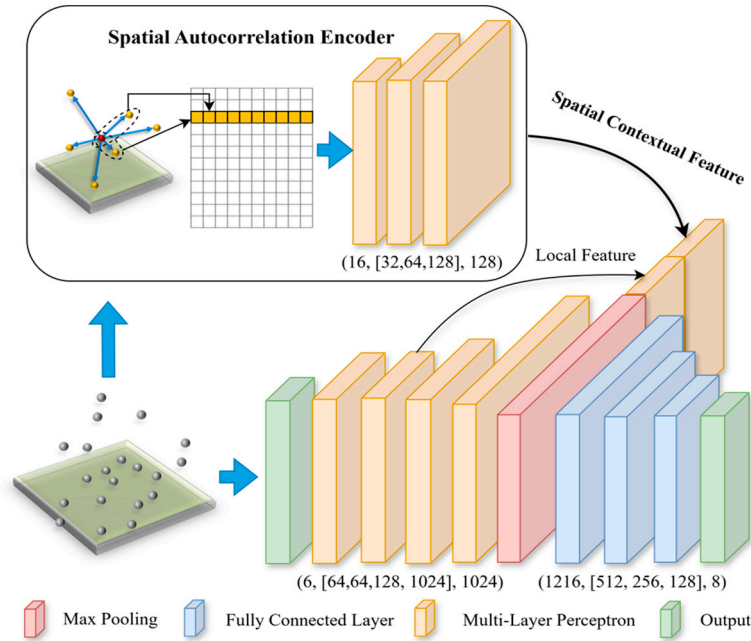 Spatial Autocorrelation Encoder
(16, [32,64,128], 128)
Spatial Contextual Feature
Local Feature
(6, [64,64,128, 1024], 1024)
(1216, [512, 256, 128], 8)
Max Pooling
Fully Connected Layer
Multi-Layer Perceptron
Output